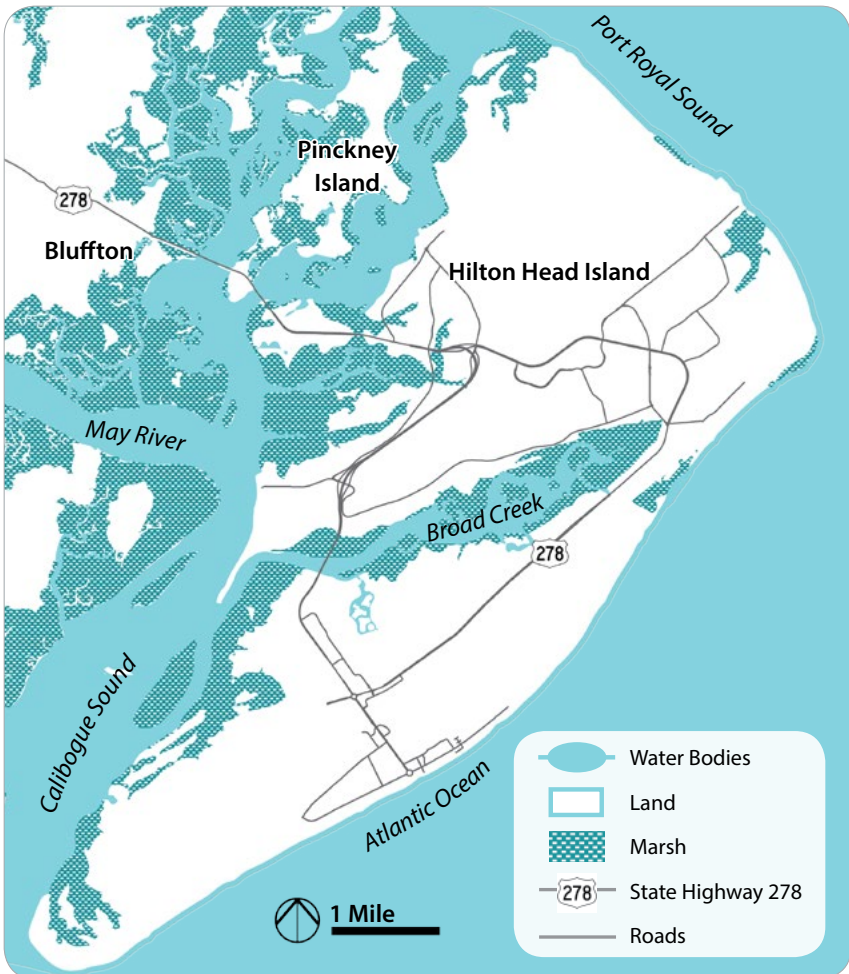 Port Royal Sound
Pinckney
Island
278
Bluffton
Hilton Head Island
May River
Broad Creek
278
Calibogue Sound
Atlantic Ocean
1 Mile
Water Bodies
Land
Marsh
278
State Highway 278
Roads